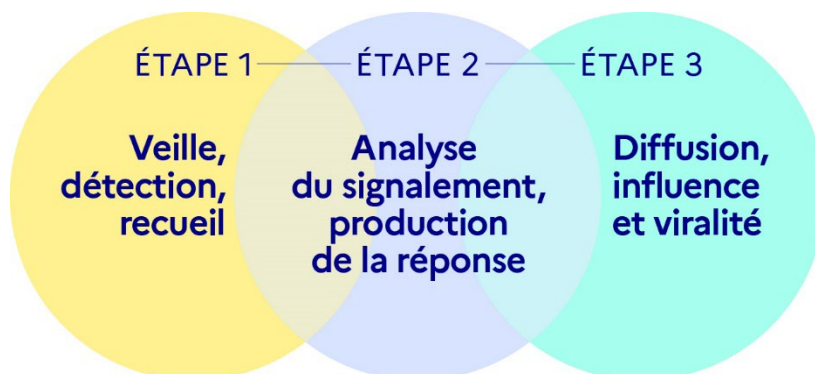 ÉTAPE 1
Veille,
détection,
recueil
ÉTAPE 2
Analyse
du signalement,
production
de la réponse
ÉTAPE 3
Diffusion,
influence
et viralité